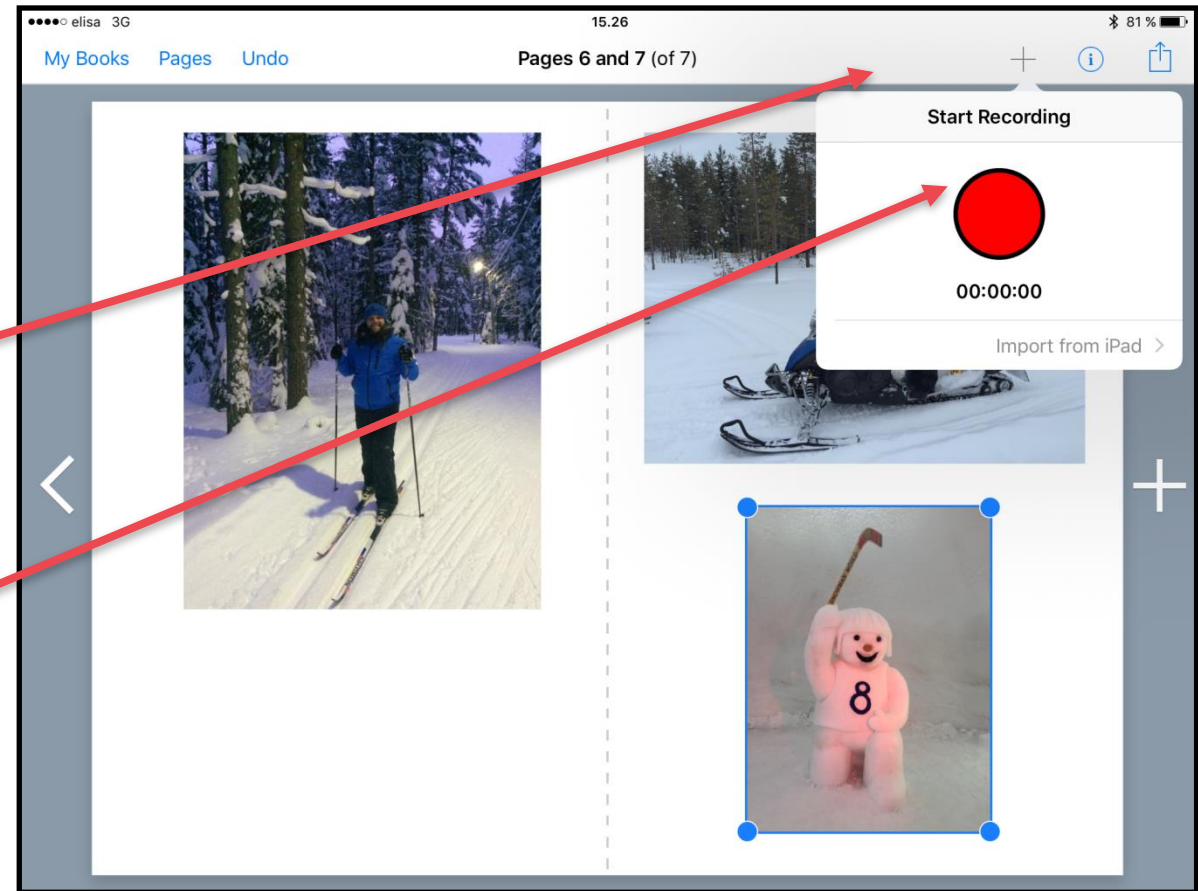 elisa 3G 15.26 81 %
My Books Pages Undo Pages 6 and 7 (of 7)
Start Recording
00:00:00
Import from iPad >
8